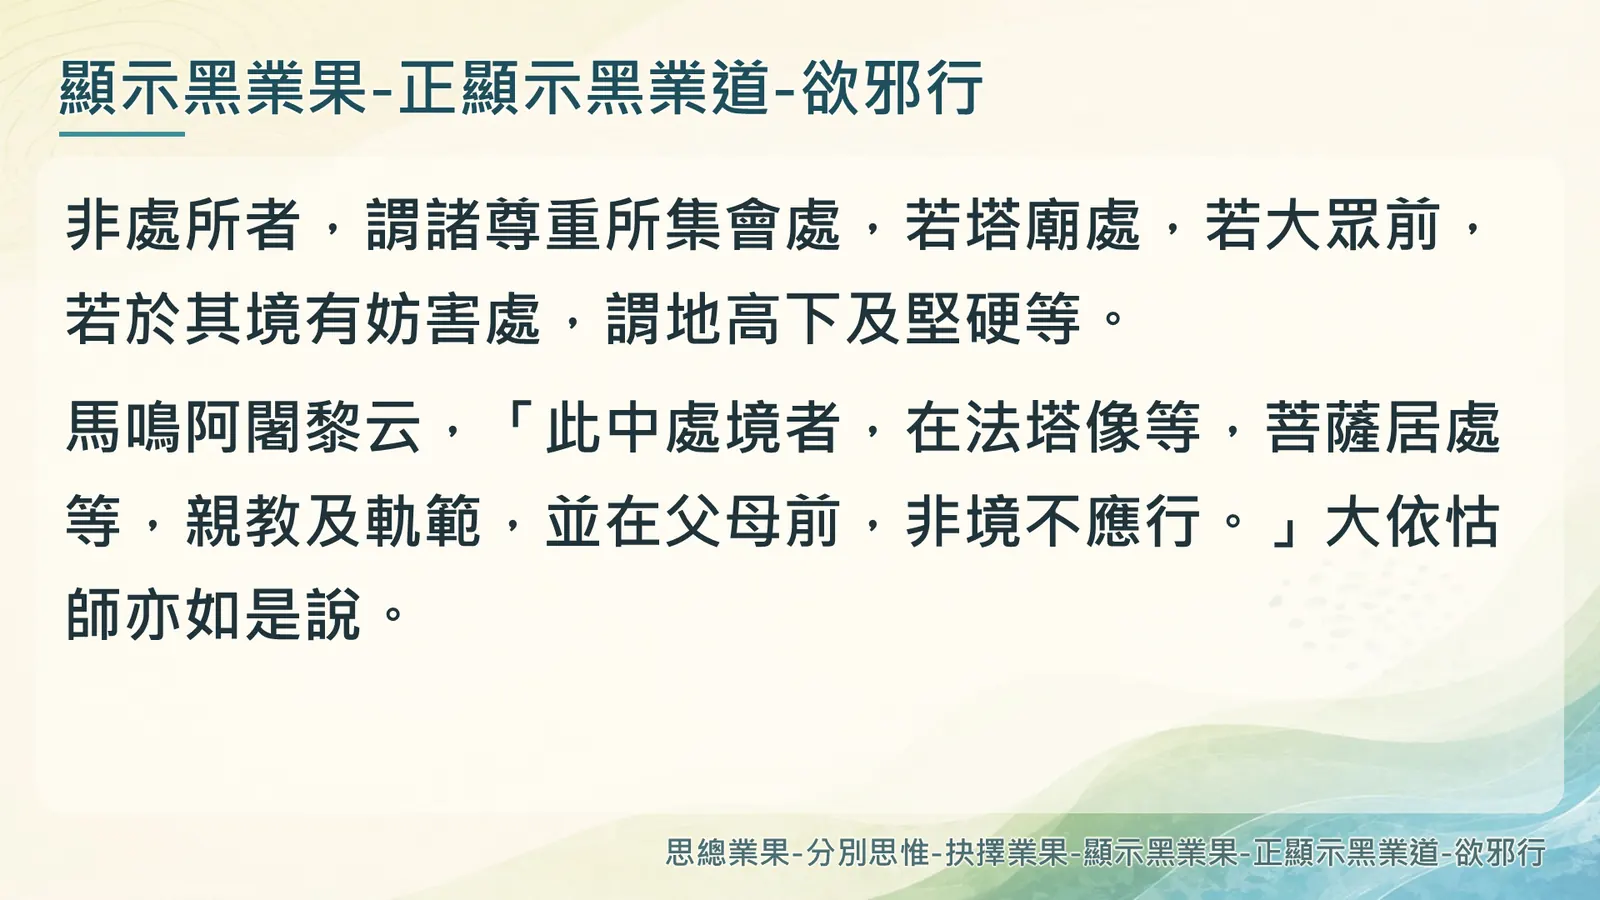 顯示黑業果-正顯示黑業道-欲邪行
非處所者，謂諸尊重所集會處，若塔廟處，若大眾前，
若於其境有妨害處，謂地高下及堅硬等。
馬鳴阿闍黎云，「此中處境者，在法塔像等，菩薩居處
等，親教及軌範，並在父母前，非境不應行。」大依怙
師亦如是說。
思總業果-分別思惟-抉擇業果-顯示黑業果-正顯示黑業道-欲邪行